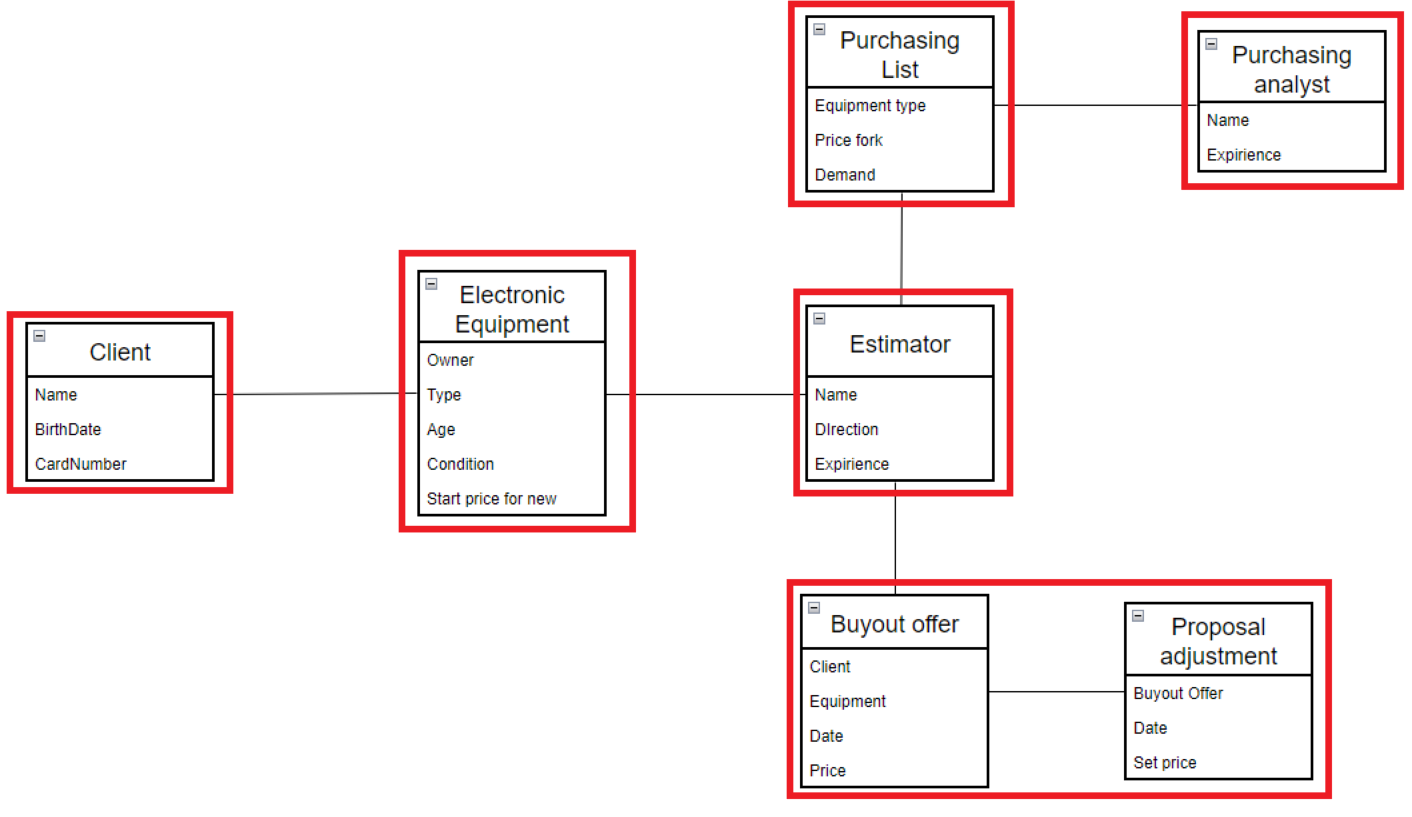 Purchasing
List
Equipment type
Price fork
Demand
Purchasing
analyst
Name
Expirience
Electronic
Equipment
Owner
Type
Age
Condition
Start price for new
Client
Name
BirthDate
CardNumber
Estimator
Name
DIrection
Expirience
Buyout offer
Client
Equipment
Date
Price
Proposal
adjustment
Buyout Offer
Date
Set price